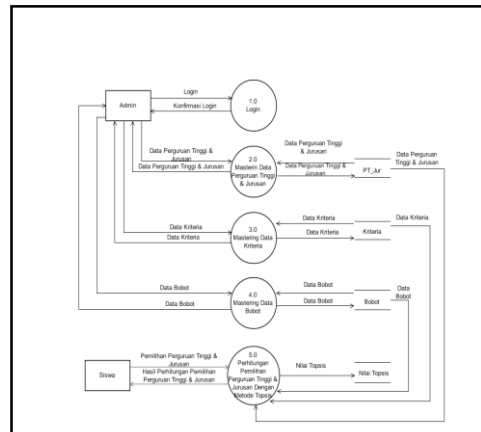 Login
Admin
Konfirmasi Login
1.0
Login
Data Perguruan Tinggi &
Jurusan
Data Perguruan Tinggi & Jurusan
2.0
Masterin Data
Perguruan Tinggi
& Jurusan
Data Perguruan Tinggi
& Jurusan
Data Perguruan Tinggi &
Jurusan
PT_Jur
Data Perguruan
Tinggi & Jurusan
Data Kriteria
Data Kriteria
3.0
Mastering Data
Kriteria
Data Kriteria
Data Kriteria
Kriteria
Data Kriteria
Data Bobot
Data Bobot
4.0
Mastering Data
Bobot
Data Bobot
Data Bobot
Bobot
Data
Bobot
Siswa
Pemilihan Perguruan Tinggi &
Jurusan
Hasil Perhitungan Pemilihan
Perguruan Tinggi & Jurusan
5.0
Perhitungan
Pemilihan
Perguruan Tinggi &
Jurusan Dengan
Metode Topsis
Nilai Topsis
Nilai Topsis